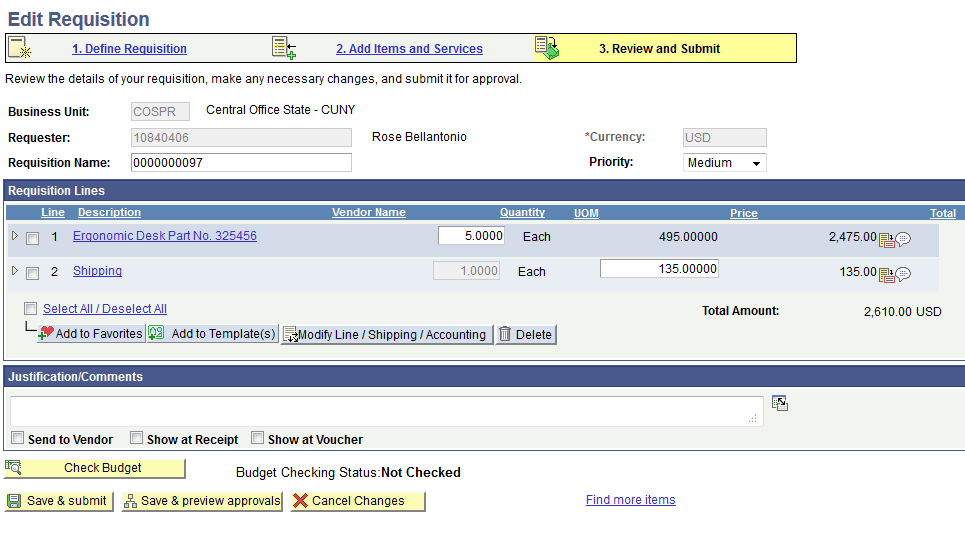 Edit Requisition
1. Define Requisition 2. Add Items and Services 3. Review and Submit
Review the details of your requisition, make any necessary changes, and submit it for approval.
Business Unit: COSPR Central Office State - CUNY
Requester: 10840406 Rose Bellantonio *Currency: USD
Requisition Name: 0000000097 Priority: Medium
Requisition Lines
Line Description Vendor Name Quantity UOM Price Total
1 Ergonomic Desk Part No. 325456 5.0000 Each 495.00000 2,475.00
2 Shipping 1.0000 Each 135.00000 135.00
Select All / Deselect All Total Amount: 2,610.00 USD
Add to Favorites Add to Template(s) Modify Line / Shipping / Accounting Delete
Justification/Comments
Send to Vendor Show at Receipt Show at Voucher
Check Budget Budget Checking Status:Not Checked
Save & submit Save & preview approvals Cancel Changes Find more items